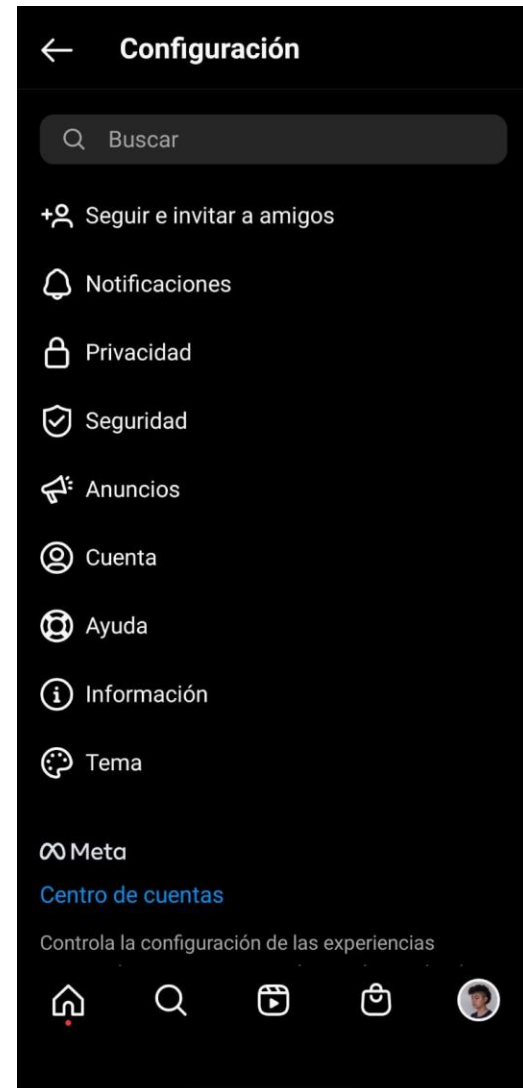 Configuración
Buscar
Seguir e invitar a amigos
Notificaciones
Privacidad
Seguridad
Anuncios
Cuenta
Ayuda
Información
Tema
Meta
Centro de cuentas
Controla la configuración de las experiencias